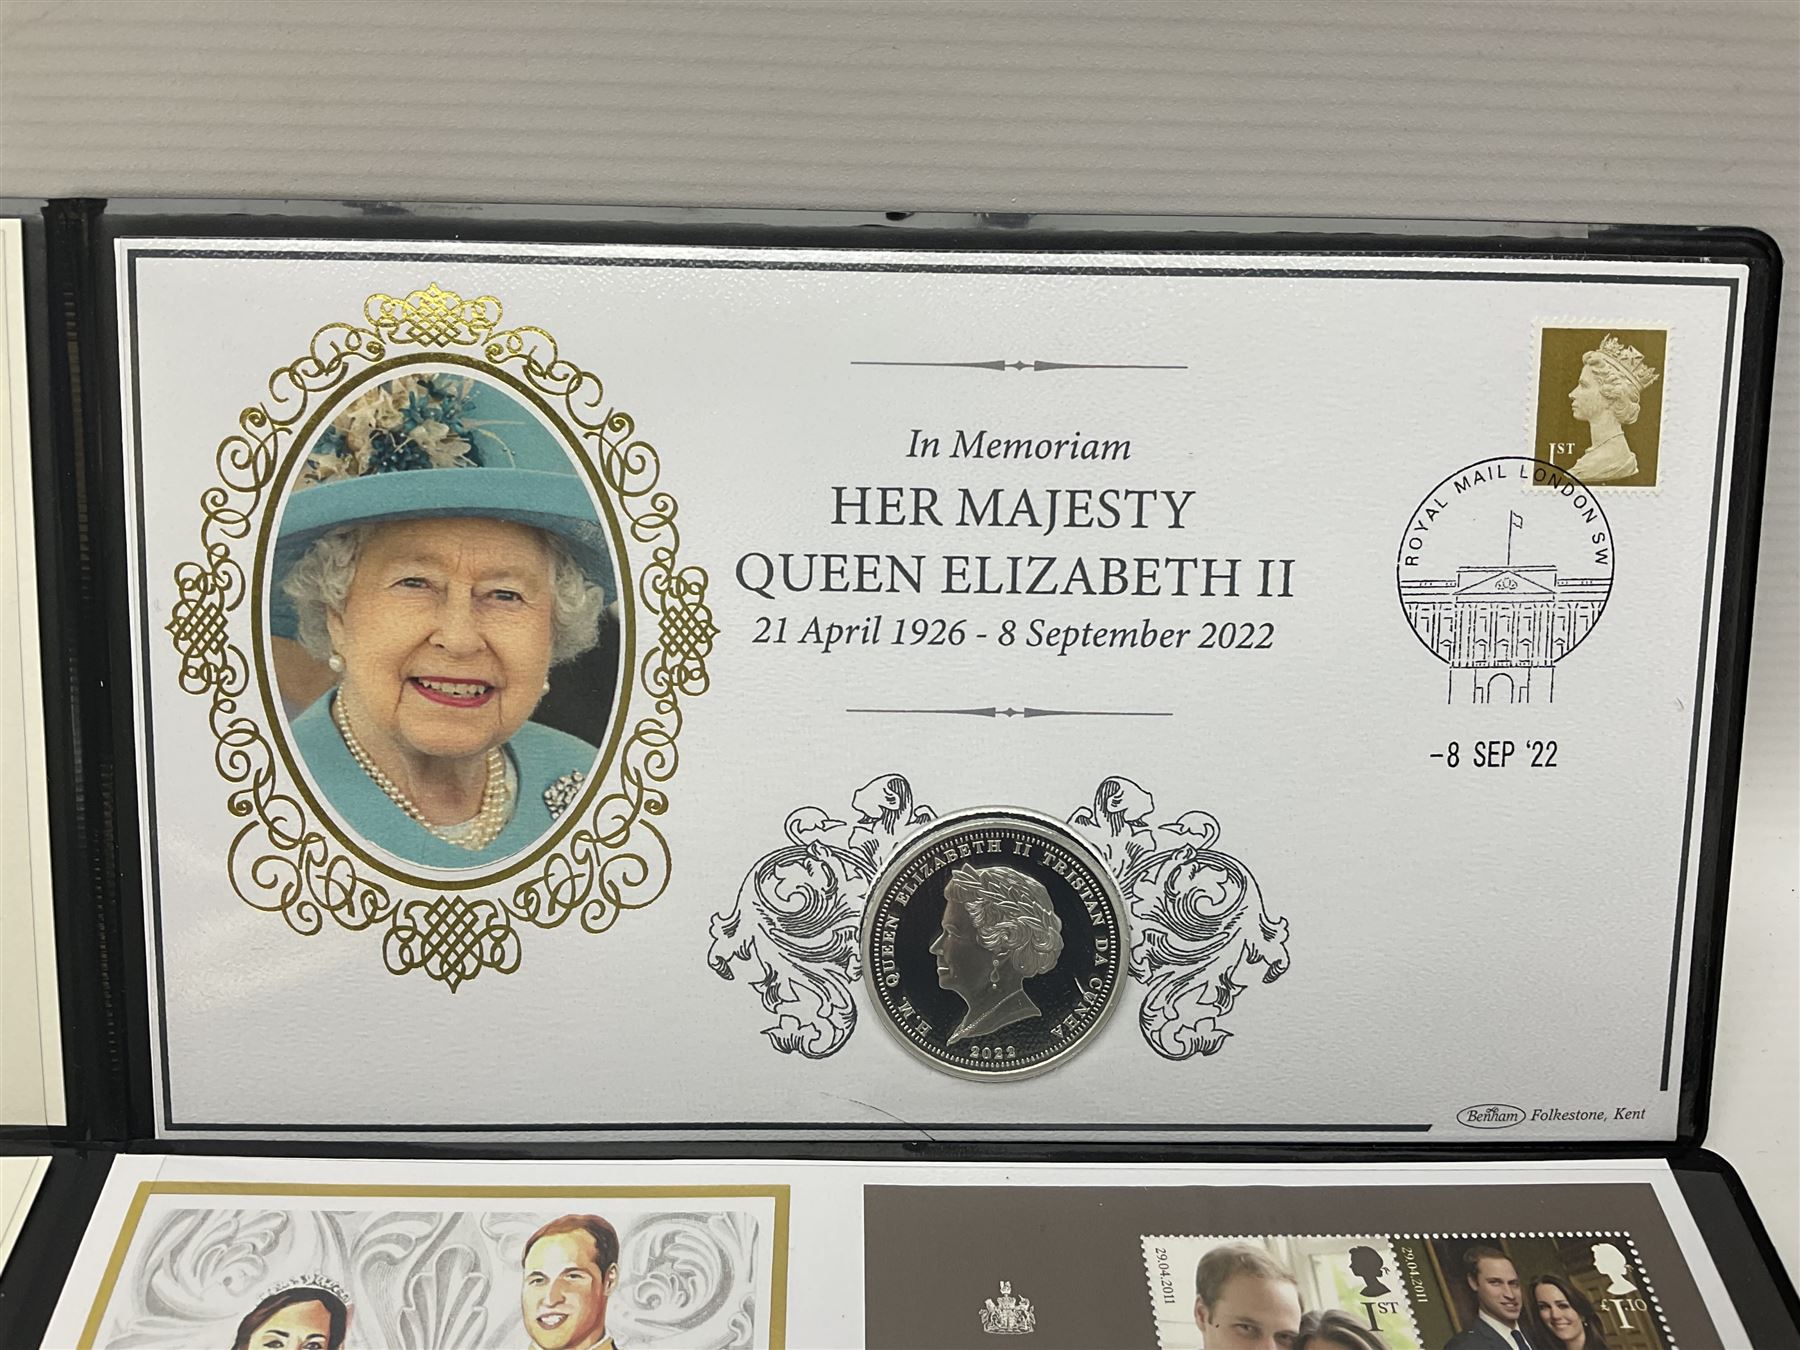 In Memoriam
HER MAJESTY
QUEEN ELIZABETH II
21 April 1926 - 8 September 2022
1ST
ROYAL MAIL LONDON SW
-8 SEP '22
H.M. QUEEN ELIZABETH II TRISTAN DA CUNHA
2022
Benham Folkestone, Kent
29.04.2011
1ST
29.04.2011
£1.10